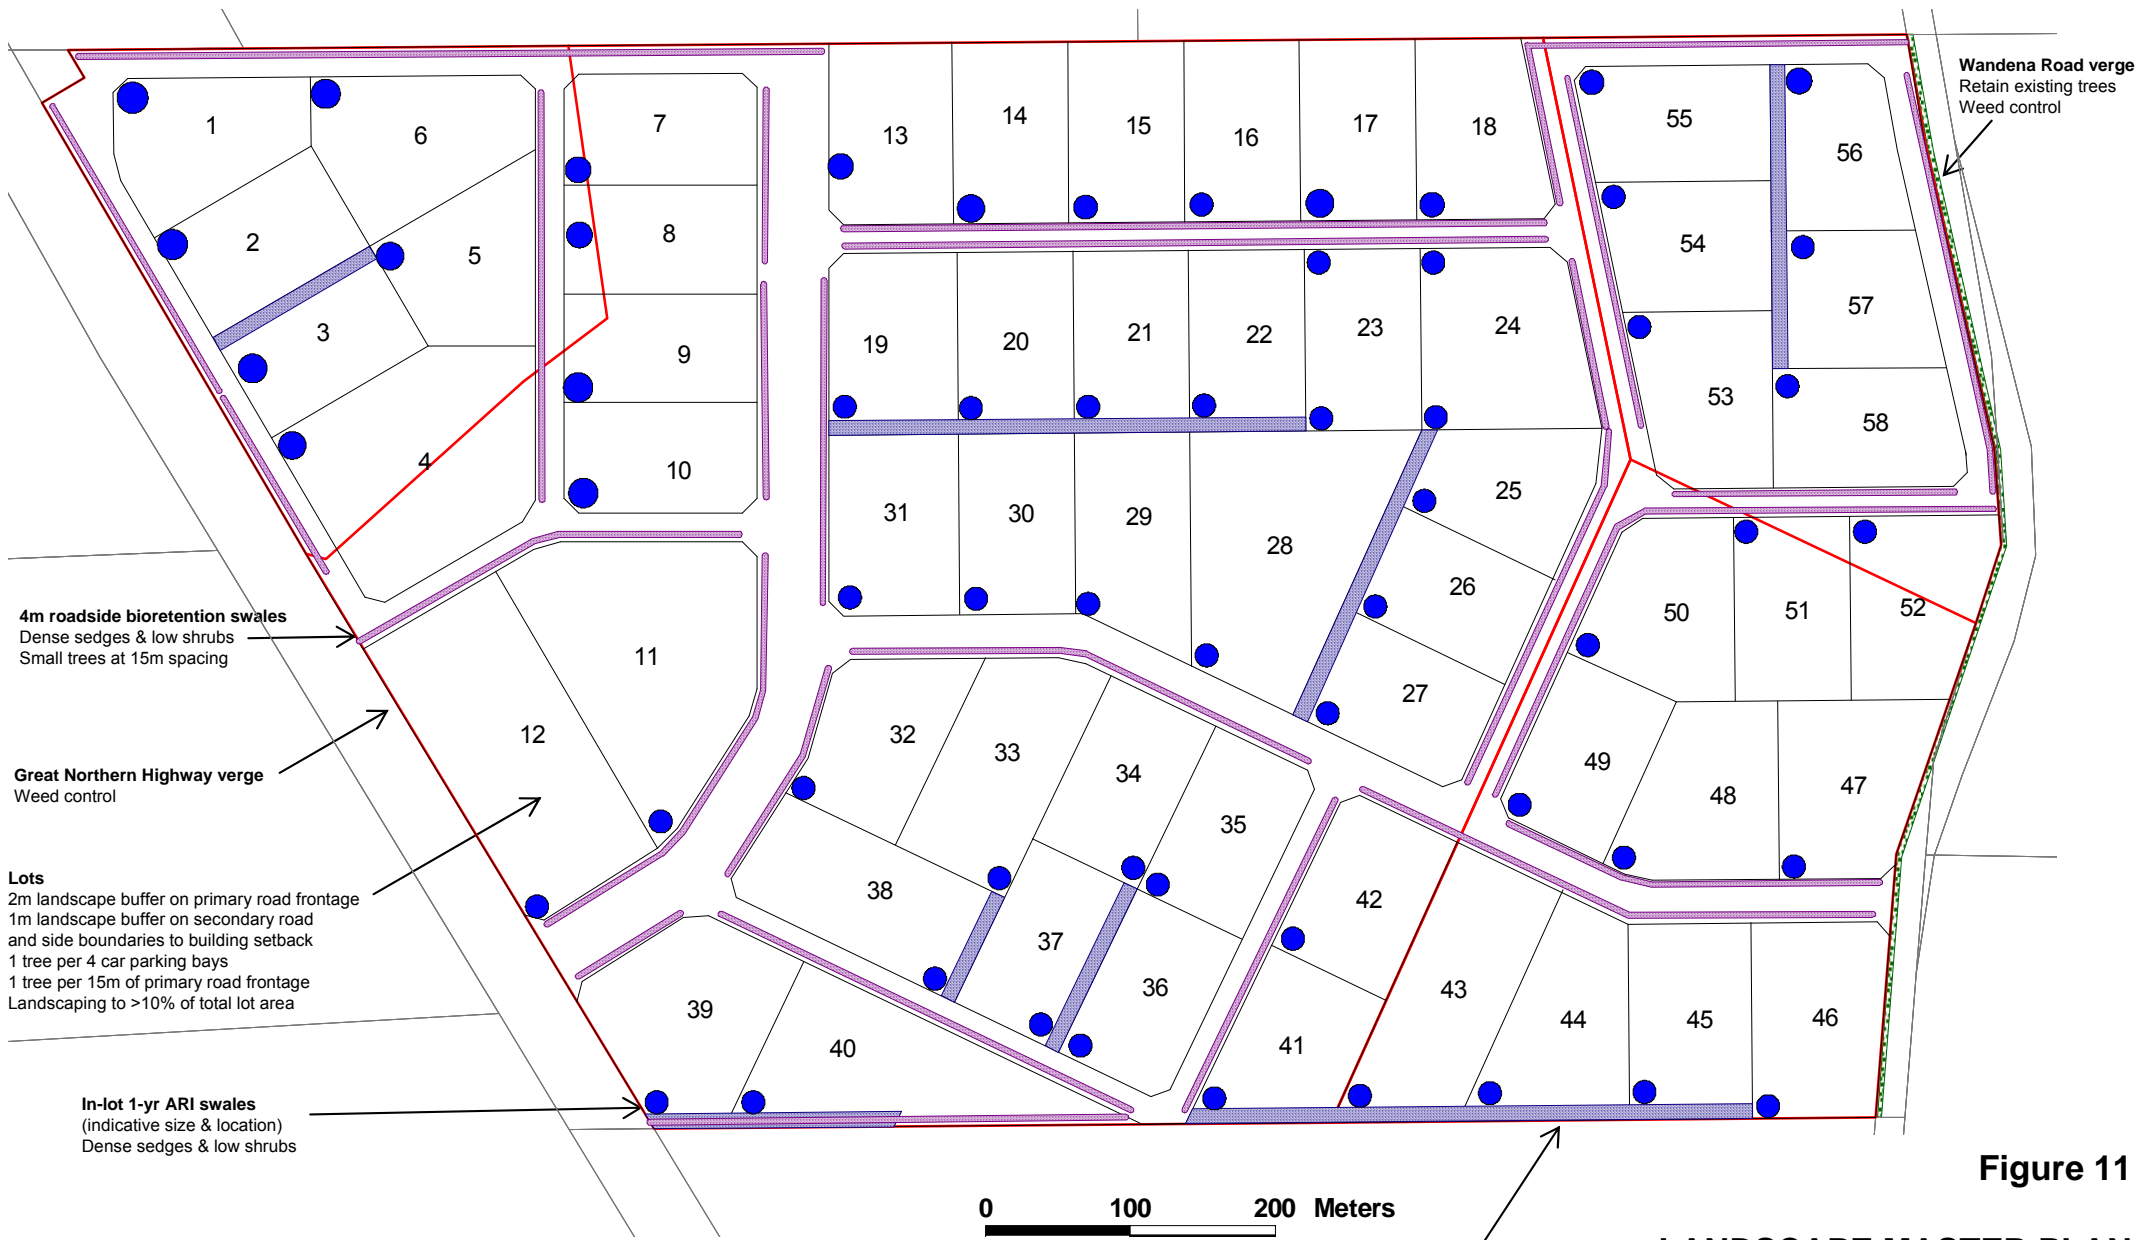 Wandena Road verge
Retain existing trees
Weed control
1
6
7
13
14
15
16
17
18
55
56
2
5
8
54
3
9
19
20
21
22
23
24
57
53
58
4
10
31
30
29
28
25
26
27
50
51
52
4m roadside bioretention swales
Dense sedges & low shrubs
Small trees at 15m spacing
11
12
32
33
34
35
49
48
47
Great Northern Highway verge
Weed control
Lots
2m landscape buffer on primary road frontage
1m landscape buffer on secondary road
and side boundaries to building setback
1 tree per 4 car parking bays
1 tree per 15m of primary road frontage
Landscaping to >10% of total lot area
38
37
36
42
43
39
40
41
44
45
46
In-lot 1-yr ARI swales
(indicative size & location)
Dense sedges & low shrubs
Figure 11
0 100 200 Meters
LANDSCAPE MASTER PLAN